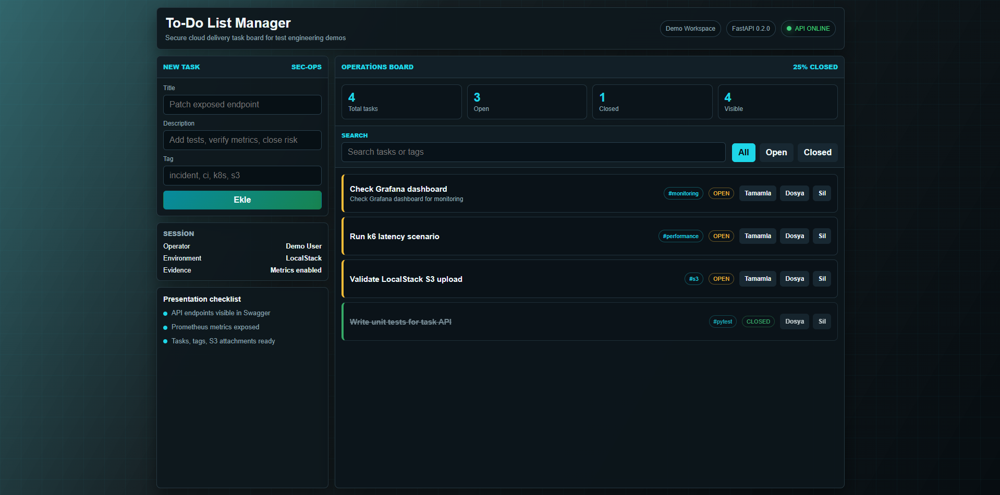 To-Do List Manager
Secure cloud delivery task board for test engineering demos
Demo Workspace
FastAPI 0.2.0
API ONLINE
NEW TASK
SEC-OPS
Title
Patch exposed endpoint
Description
Add tests, verify metrics, close risk
Tag
incident, ci, k8s, s3
Ekle
SESSİON
Operator Demo User
Environment LocalStack
Evidence Metrics enabled
Presentation checklist
API endpoints visible in Swagger
Prometheus metrics exposed
Tasks, tags, S3 attachments ready
OPERATİONS BOARD
25% CLOSED
4
Total tasks
3
Open
1
Closed
4
Visible
SEARCH
Search tasks or tags
All Open Closed
Check Grafana dashboard
Check Grafana dashboard for monitoring
#monitoring OPEN Tamamla Dosya Sil
Run k6 latency scenario
#performance OPEN Tamamla Dosya Sil
Validate LocalStack S3 upload
#s3 OPEN Tamamla Dosya Sil
Write unit tests for task API
#pytest CLOSED Dosya Sil